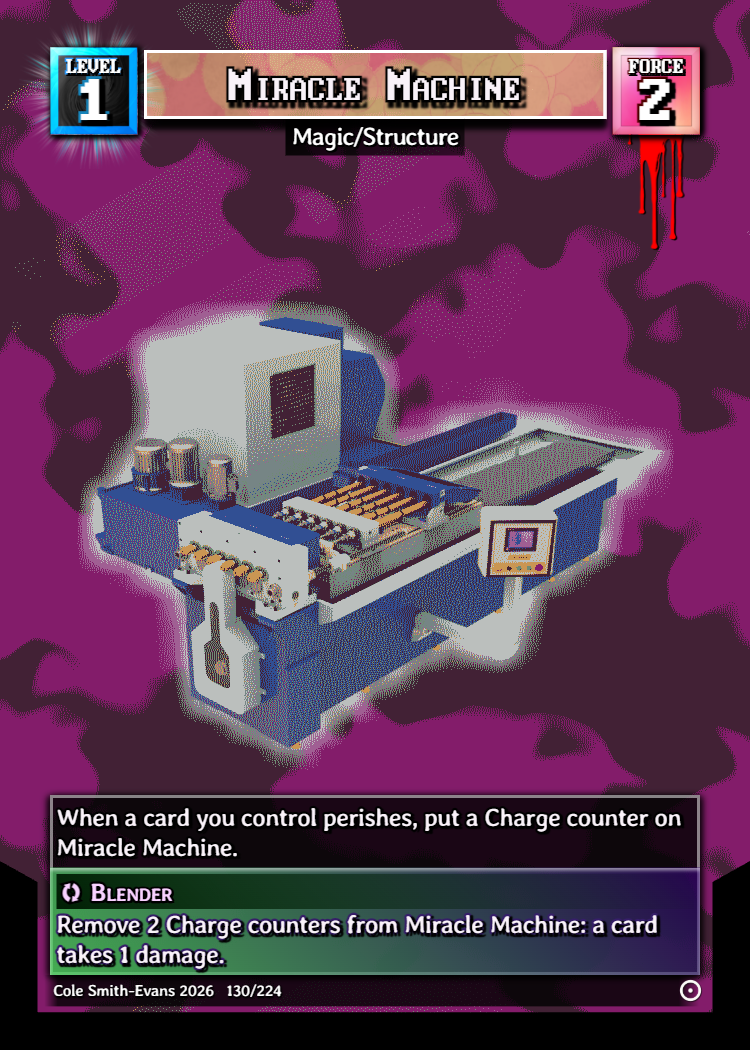 LEVEL
1
Miracle Machine
FORCE
2
Magic/Structure
When a card you control perishes, put a Charge counter on
Miracle Machine.
Blender
Remove 2 Charge counters from Miracle Machine: a card
takes 1 damage.
Cole Smith-Evans 2026 130/224